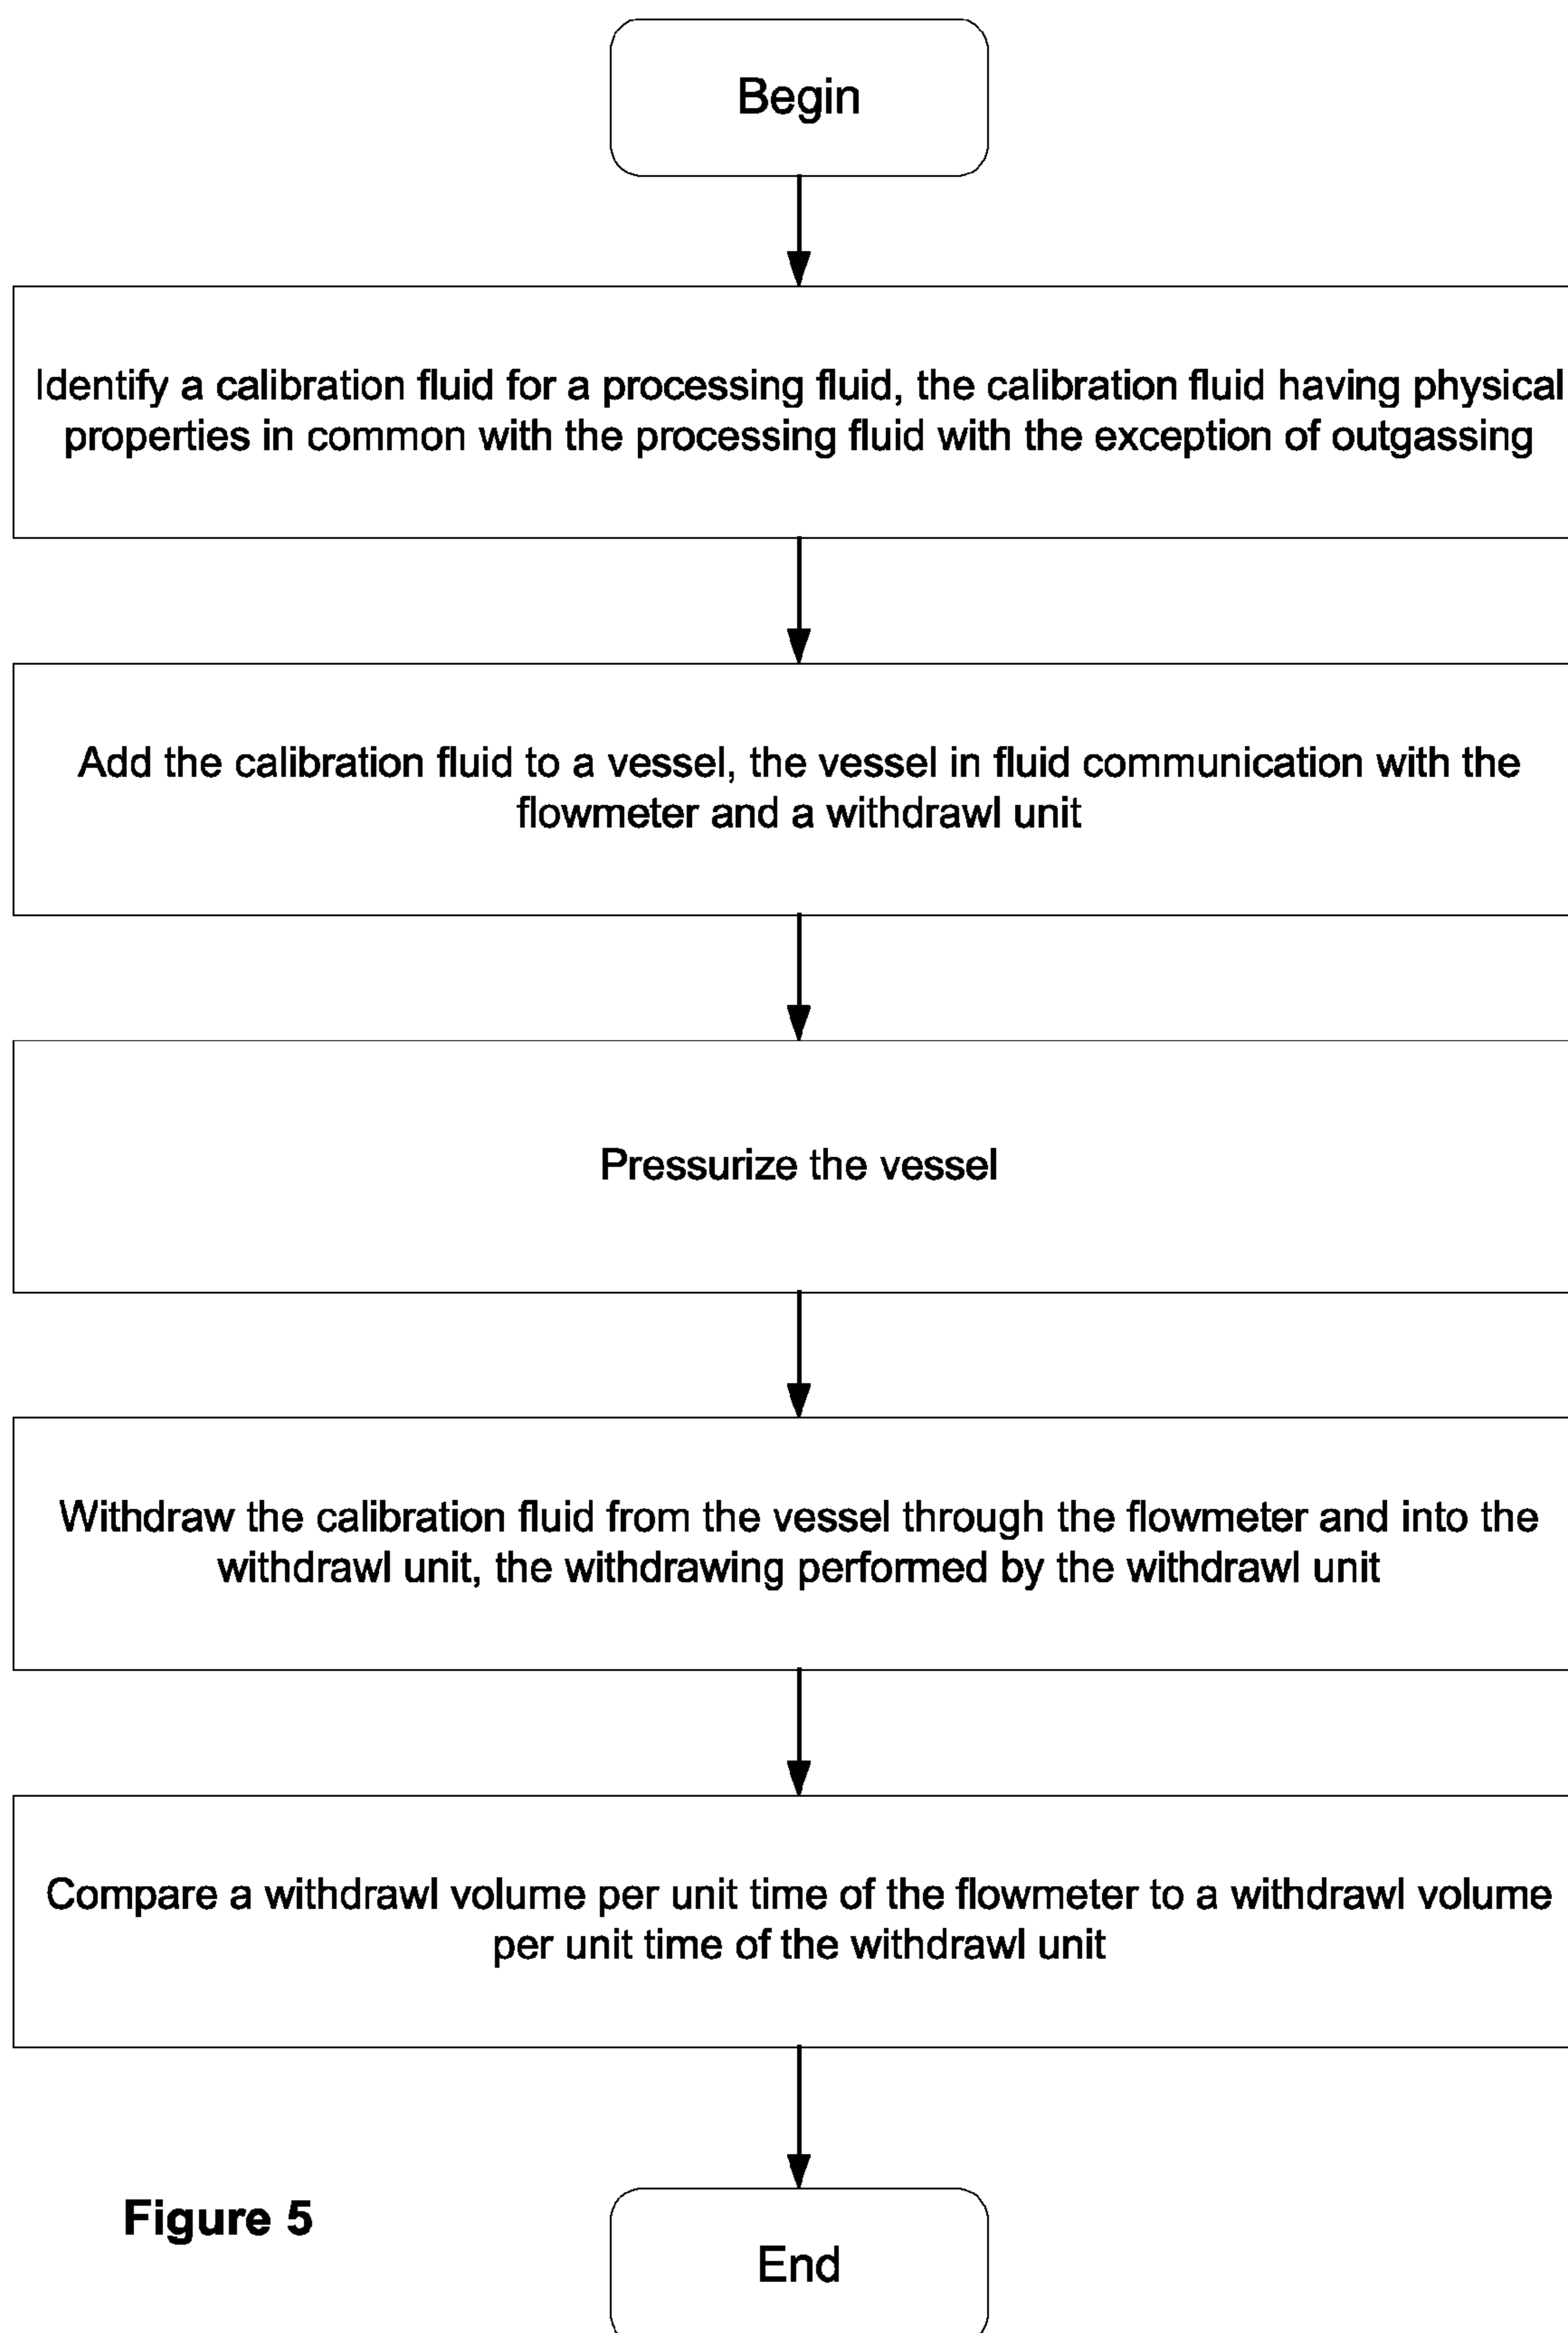 Begin
Identify a calibration fluid for a processing fluid, the calibration fluid having physical
properties in common with the processing fluid with the exception of outgassing
Add the calibration fluid to a vessel, the vessel in fluid communication with the
flowmeter and a withdrawl unit
Pressurize the vessel
Withdraw the calibration fluid from the vessel through the flowmeter and into the
withdrawl unit, the withdrawing performed by the withdrawl unit
Compare a withdrawl volume per unit time of the flowmeter to a withdrawl volume
per unit time of the withdrawl unit
Figure 5
End